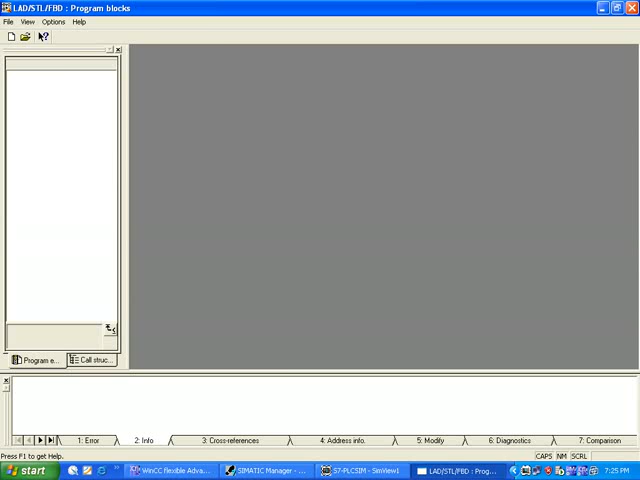 LAD/STL/FBD : Program blocks
File View Options Help
Program e... Call struc...
1: Error 2: Info 3: Cross-references 4: Address info. 5: Modify 6: Diagnostics 7: Comparison
Press F1 to get Help. CAPS NM SCRL
start WinCC flexible Adva... SIMATIC Manager - ... S7-PLCSIM - SimView1 LAD/STL/FBD : Prog... 7:25 PM